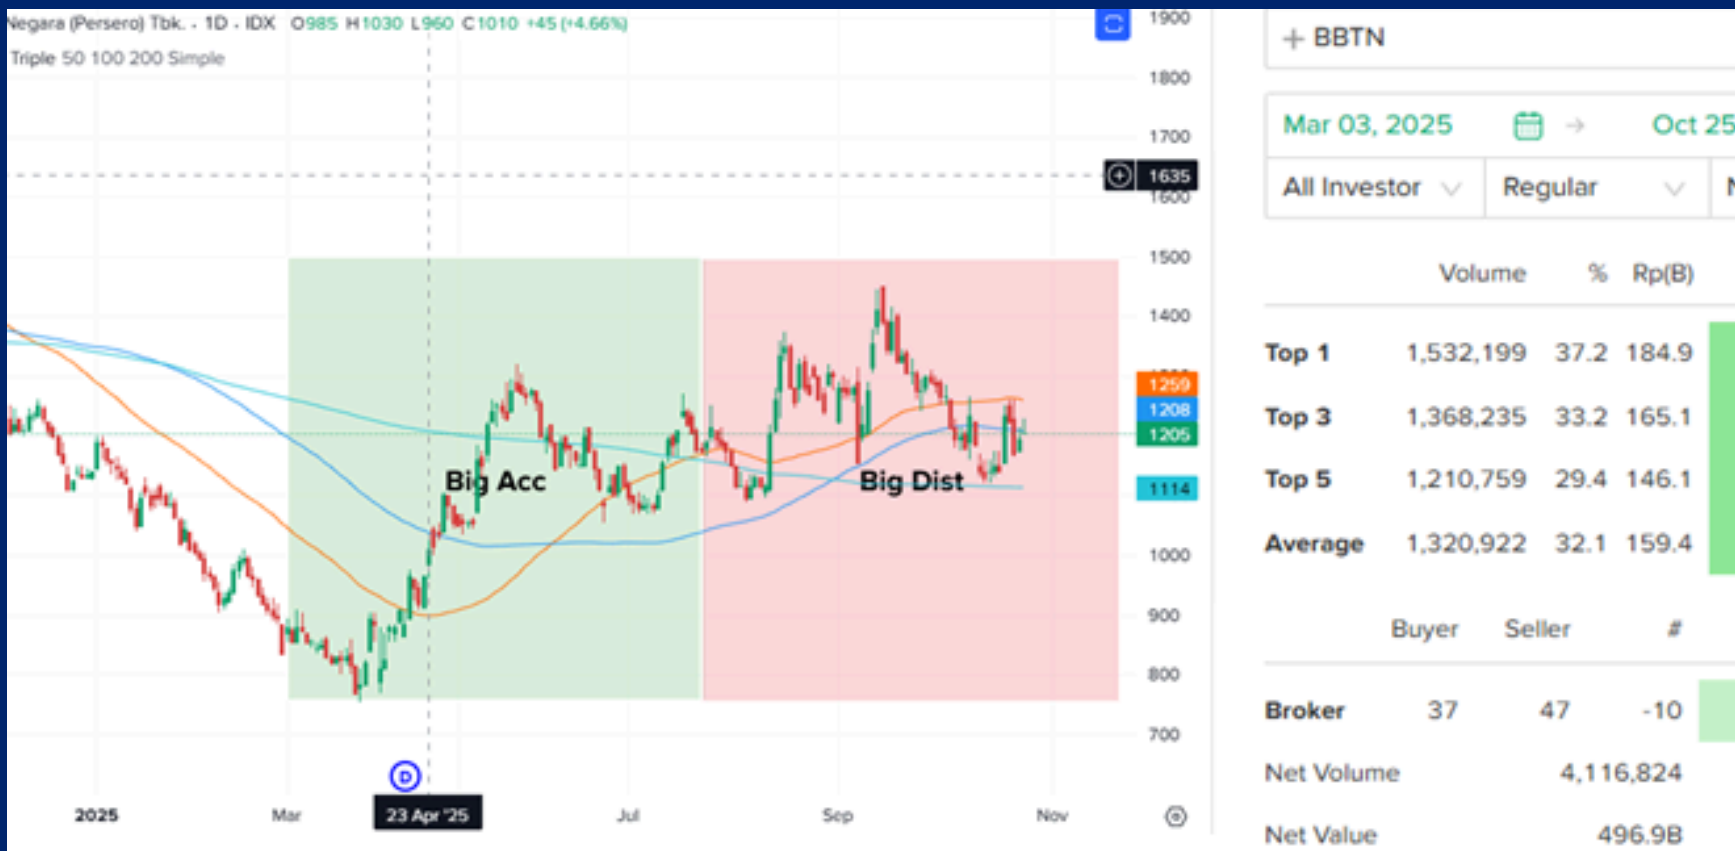 Negara (Persero) Tbk. · 1D · IDX O985 H1030 L960 C1010 +45 (+4.66%)
Triple 50 100 200 Simple
1900
1800
1700
1635
1600
1500
1400
1259
1208
1205
1114
1000
900
800
700
Big Acc
Big Dist
D
2025
Mar
23 Apr '25
Jul
Sep
Nov
+ BBTN
Mar 03, 2025 → Oct 25
All Investor Regular
Volume % Rp(B)
Top 1 1,532,199 37.2 184.9
Top 3 1,368,235 33.2 165.1
Top 5 1,210,759 29.4 146.1
Average 1,320,922 32.1 159.4
Buyer Seller #
Broker 37 47 -10
Net Volume 4,116,824
Net Value 496.9B